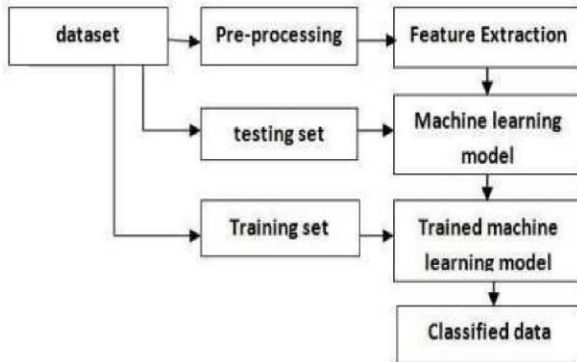 dataset
Pre-processing
Feature Extraction
testing set
Machine learning
model
Training set
Trained machine
learning model
Classified data